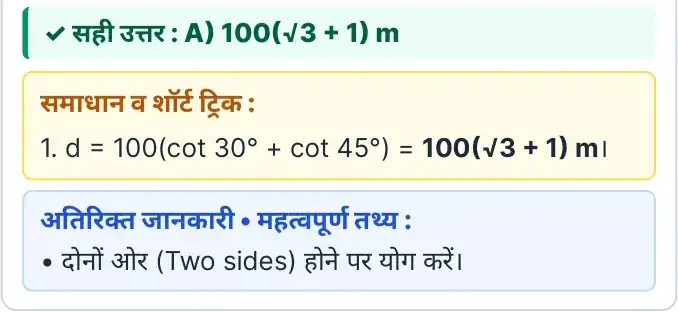 ✓ सही उत्तर : A) 100(√3 + 1) m
समाधान व शॉर्ट ट्रिक :
1. d = 100(cot 30° + cot 45°) = 100(√3 + 1) m।
अतिरिक्त जानकारी • महत्वपूर्ण तथ्य :
• दोनों ओर (Two sides) होने पर योग करें।